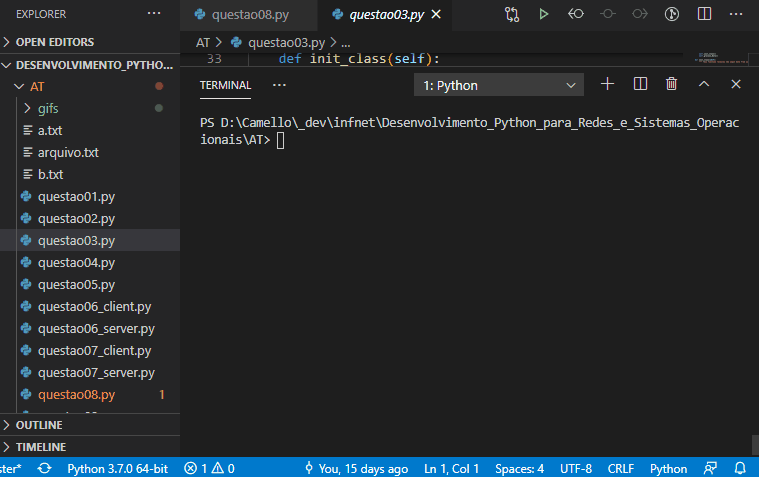 EXPLORER ···
OPEN EDITORS
DESENVOLVIMENTO_PYTHO...
AT
gifs
a.txt
arquivo.txt
b.txt
questao01.py
questao02.py
questao03.py
questao04.py
questao05.py
questao06_client.py
questao06_server.py
questao07_client.py
questao07_server.py
questao08.py 1
OUTLINE
TIMELINE
questao08.py questao03.py
AT > questao03.py > ...
33 def init_class(self):
TERMINAL ··· 1: Python
PS D:\Camello\_dev\infnet\Desenvolvimento_Python_para_Redes_e_Sistemas_Operac
ionais\AT>
ster* Python 3.7.0 64-bit 1 0 You, 15 days ago Ln 1, Col 1 Spaces: 4 UTF-8 CRLF Python